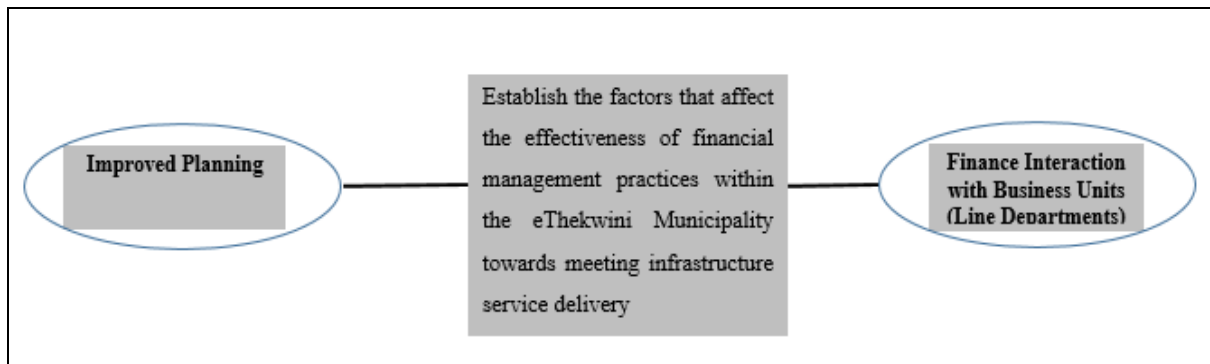 Improved Planning
Establish the factors that affect
the effectiveness of financial
management practices within
the eThekwini Municipality
towards meeting infrastructure
service delivery
Finance Interaction
with Business Units
(Line Departments)